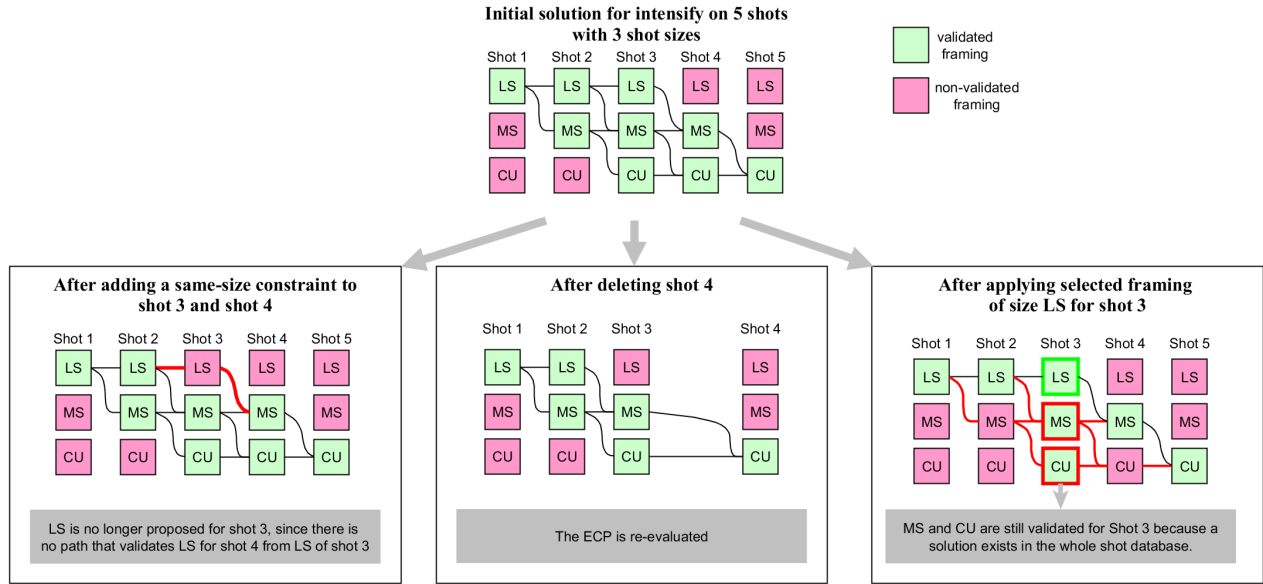 Initial solution for intensify on 5 shots
with 3 shot sizes
Shot 1 Shot 2 Shot 3 Shot 4 Shot 5
LS LS LS LS LS
MS MS MS MS MS
CU CU CU CU CU
validated
framing
non-validated
framing
After adding a same-size constraint to
shot 3 and shot 4
Shot 1 Shot 2 Shot 3 Shot 4 Shot 5
LS LS LS LS LS
MS MS MS MS MS
CU CU CU CU CU
LS is no longer proposed for shot 3, since there is
no path that validates LS for shot 4 from LS of shot 3
After deleting shot 4
Shot 1 Shot 2 Shot 3 Shot 4
LS LS LS LS
MS MS MS MS
CU CU CU CU
The ECP is re-evaluated
After applying selected framing
of size LS for shot 3
Shot 1 Shot 2 Shot 3 Shot 4 Shot 5
LS LS LS LS LS
MS MS MS MS MS
CU CU CU CU CU
MS and CU are still validated for Shot 3 because a
solution exists in the whole shot database.